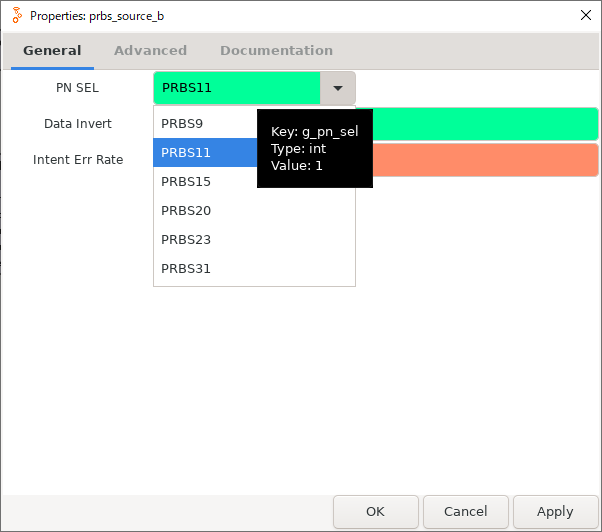 Properties: prbs_source_b
General Advanced Documentation
PN SEL PRBS11
Data Invert
Intent Err Rate
PRBS9
PRBS11
PRBS15
PRBS20
PRBS23
PRBS31
Key: g_pn_sel
Type: int
Value: 1
OK Cancel Apply